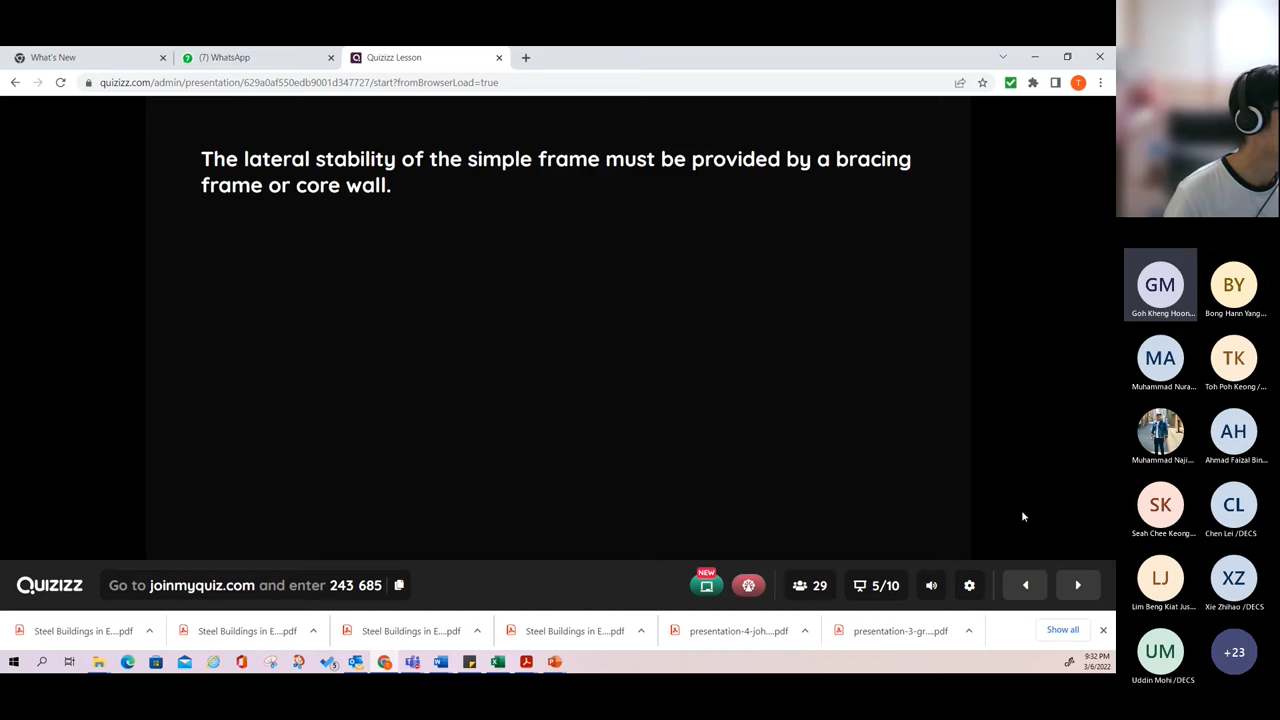 What's New
(7) WhatsApp
Quizizz Lesson
quizizz.com/admin/presentation/629a0af550edb9001d347727/start?fromBrowserLoad=true
T
The lateral stability of the simple frame must be provided by a bracing
frame or core wall.
GM
Goh Kheng Hoon...
BY
Bong Hann Yang...
MA
Muhammad Nura...
TK
Toh Poh Keong /...
Muhammad Naji...
AH
Ahmad Faizal Bin...
SK
Seah Chee Keong...
CL
Chen Lei /DECS
LJ
Lim Beng Kiat Jus...
XZ
Xie Zhihao /DECS
UM
Uddin Mohi /DECS
+23
QUIZIZZ
Go to joinmyquiz.com and enter 243 685
NEW
29
5/10
Steel Buildings in E....pdf
Steel Buildings in E....pdf
Steel Buildings in E....pdf
Steel Buildings in E....pdf
presentation-4-joh....pdf
presentation-3-gr....pdf
Show all
9:32 PM
3/6/2022